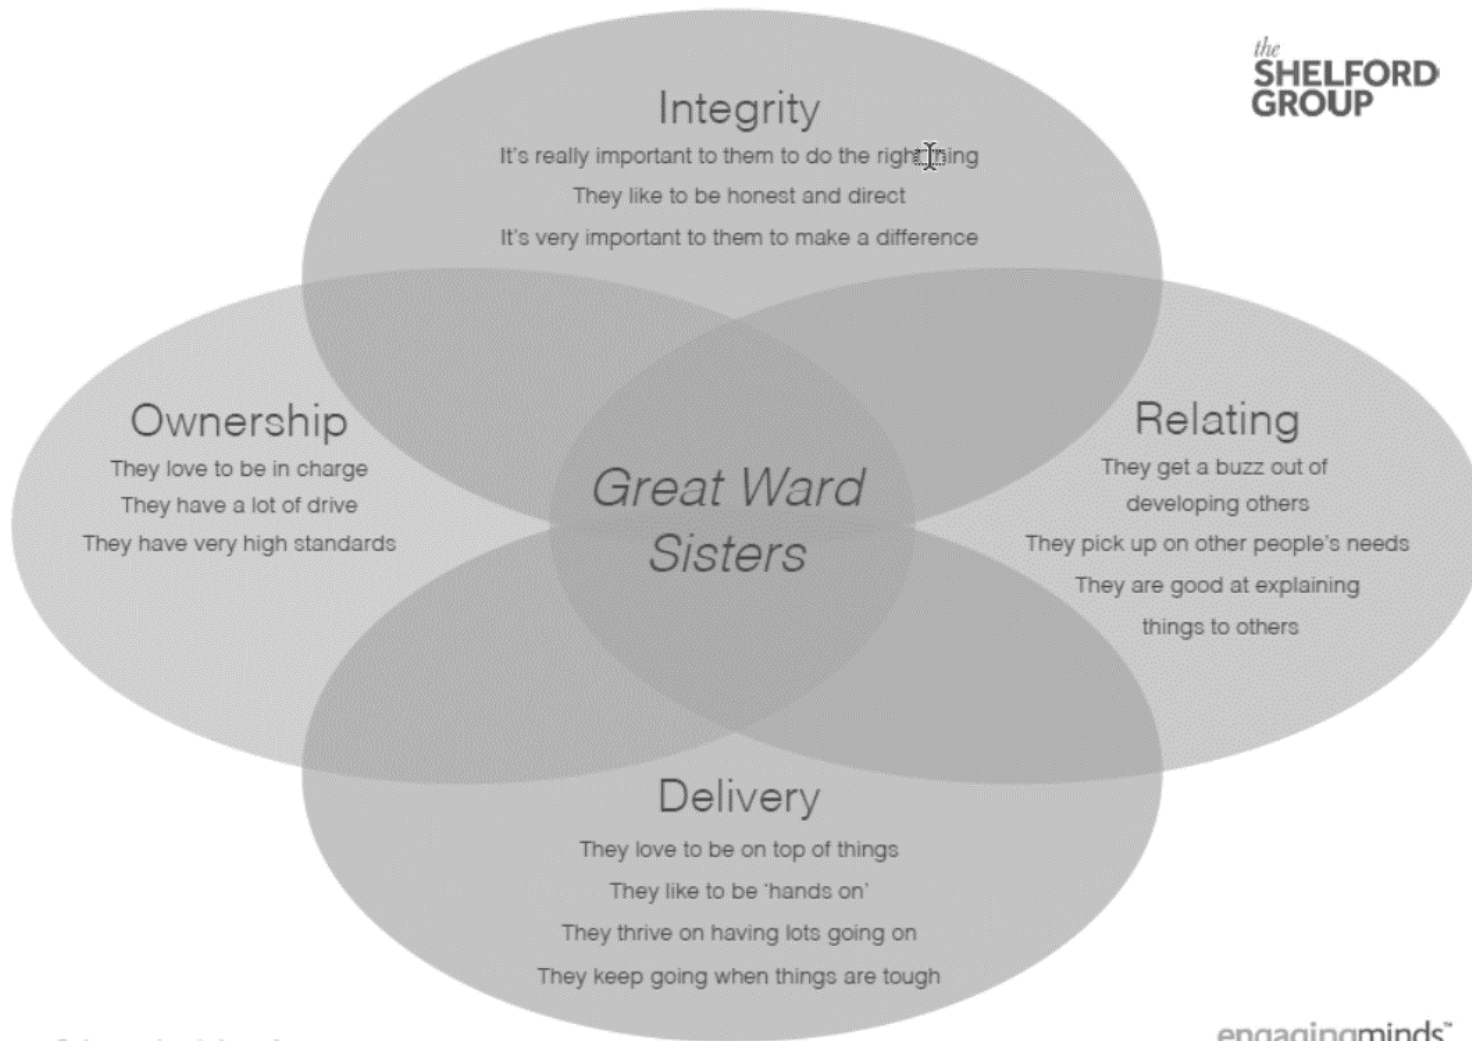 the
SHELFORD
GROUP
Integrity
It's really important to them to do the right thing
They like to be honest and direct
It's very important to them to make a difference
Ownership
They love to be in charge
They have a lot of drive
They have very high standards
Great Ward
Sisters
Relating
They get a buzz out of
developing others
They pick up on other people's needs
They are good at explaining
things to others
Delivery
They love to be on top of things
They like to be ‘hands on’
They thrive on having lots going on
They keep going when things are tough
engagingminds™